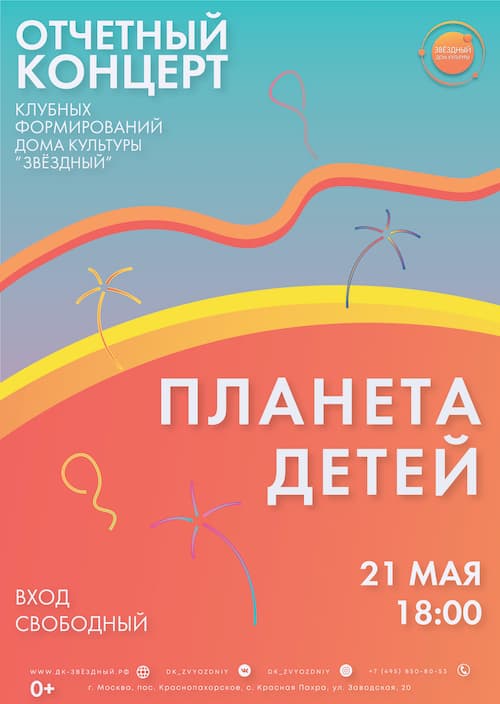 ОТЧЕТНЫЙ
КОНЦЕРТ
КЛУБНЫХ
ФОРМИРОВАНИЙ
ДОМА КУЛЬТУРЫ
"ЗВЁЗДНЫЙ"
ЗВЁЗДНЫЙ
ДОМ КУЛЬТУРЫ
ПЛАНЕТА
ДЕТЕЙ
21 МАЯ
18:00
ВХОД
СВОБОДНЫЙ
WWW.ДК-ЗВЁЗДНЫЙ.РФ DK_ZVYOZDNIY DK_ZVYOZDNIY +7 (495) 850-80-53
0+ г. Москва, пос. Краснопахорское, с. Красная Пахра, ул. Заводская, 20